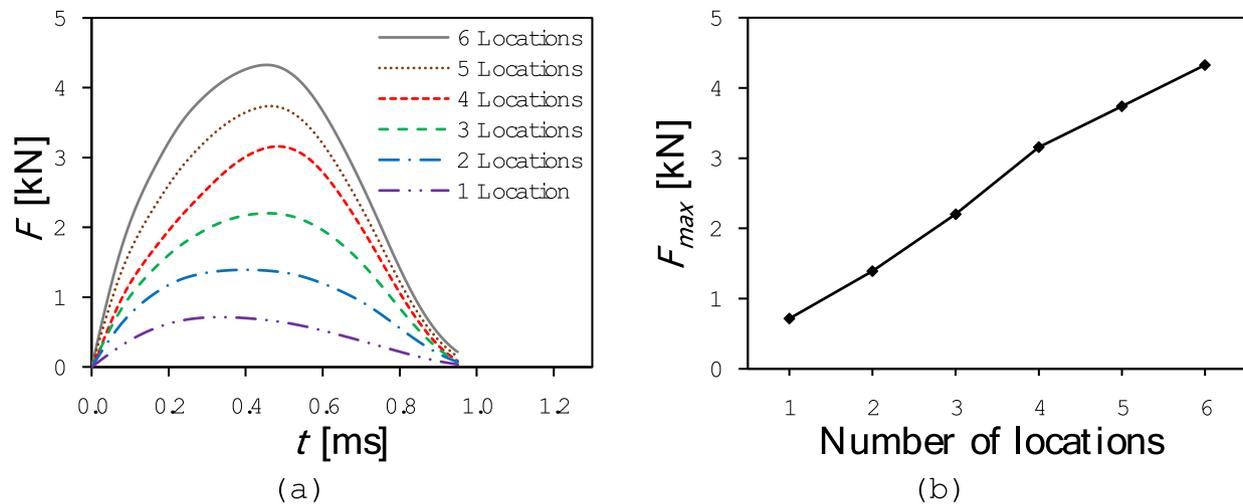 5
4
3
2
1
0
F [kN]
6 Locations
5 Locations
4 Locations
3 Locations
2 Locations
1 Location
0.0 0.2 0.4 0.6 0.8 1.0 1.2
t [ms]
(a)
5
4
3
2
1
0
Fmax [kN]
1 2 3 4 5 6
Number of locations
(b)